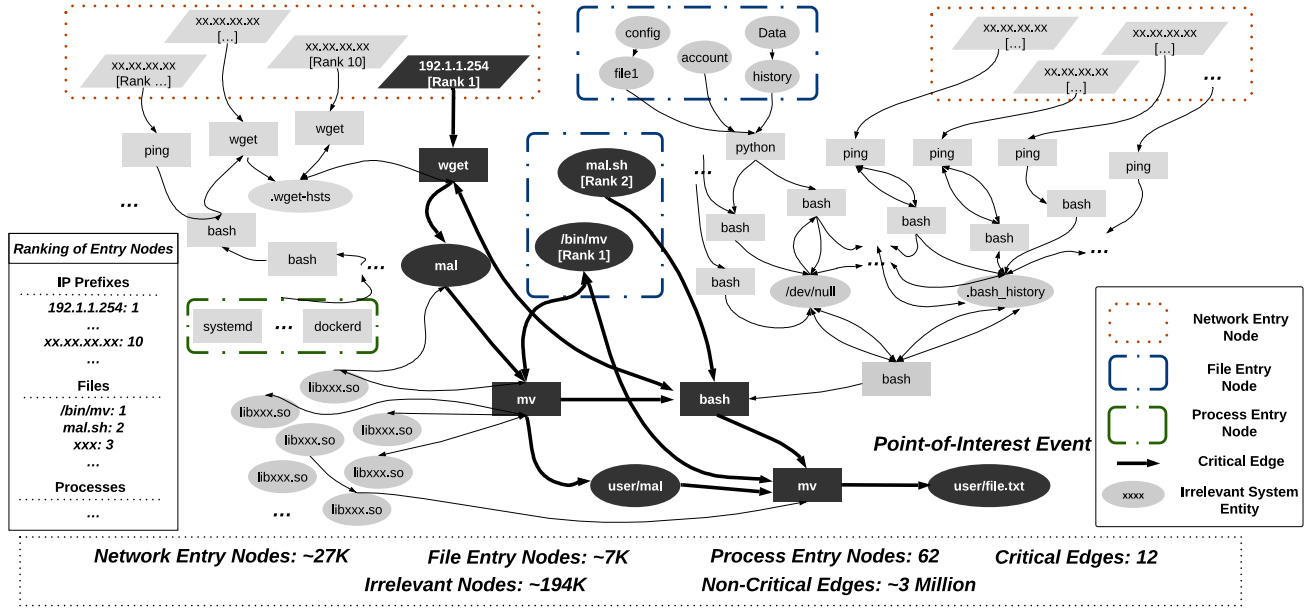 xx.xx.xx.xx
[...]
xx.xx.xx.xx
[Rank 10]
xx.xx.xx.xx
[Rank ...]
192.1.1.254
[Rank 1]
config
Data
account
file1
history
xx.xx.xx.xx
[...]
xx.xx.xx.xx
[...]
xx.xx.xx.xx
[...]
...
ping
wget
wget
wget
.wget-hsts
...
bash
bash
...
mal.sh
[Rank 2]
/bin/mv
[Rank 1]
mal
python
...
bash
bash
bash
/dev/null
ping
ping
ping
ping
bash
bash
bash
...
...
.bash_history
bash
systemd
...
dockerd
Ranking of Entry Nodes
IP Prefixes
192.1.1.254: 1
...
xx.xx.xx.xx: 10
...
Files
/bin/mv: 1
mal.sh: 2
xxx: 3
...
Processes
...
libxxx.so
libxxx.so
libxxx.so
libxxx.so
libxxx.so
libxxx.so
libxxx.so
...
mv
bash
user/mal
mv
user/file.txt
Point-of-Interest Event
Network Entry
Node
File Entry
Node
Process Entry
Node
Critical Edge
xxxx
Irrelevant System
Entity
Network Entry Nodes: ~27K File Entry Nodes: ~7K Process Entry Nodes: 62 Critical Edges: 12
Irrelevant Nodes: ~194K Non-Critical Edges: ~3 Million